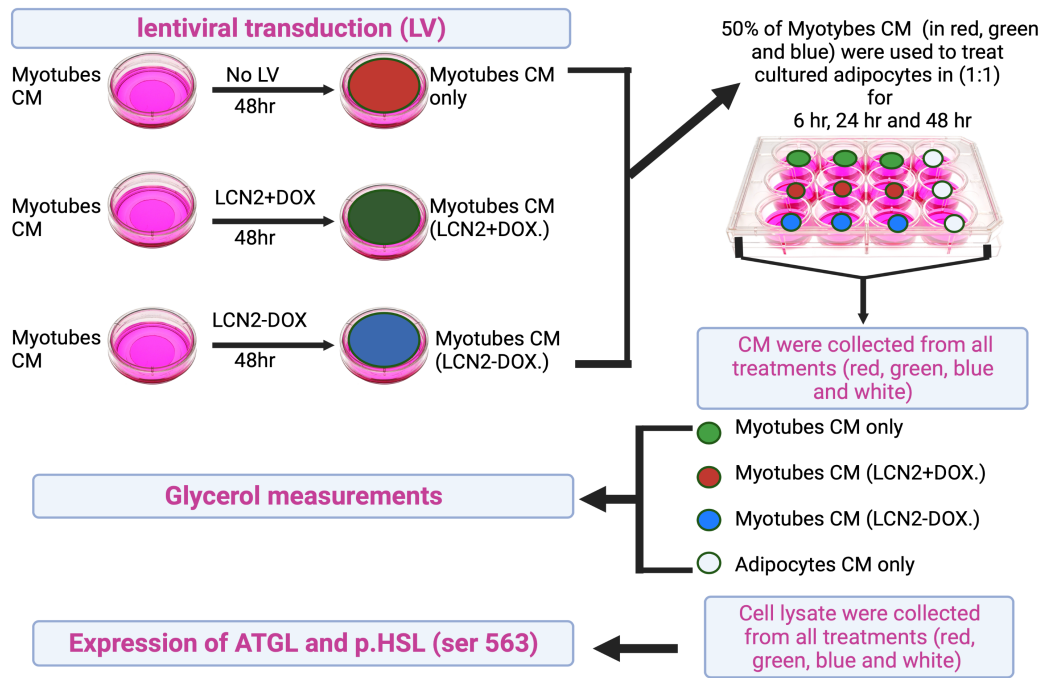 lentiviral transduction (LV)
Myotubes
CM
No LV
48hr
Myotubes CM
only
Myotubes
CM
LCN2+DOX
48hr
Myotubes CM
(LCN2+DOX.)
Myotubes
CM
LCN2-DOX
48hr
Myotubes CM
(LCN2-DOX.)
50% of Myotybes CM (in red, green
and blue) were used to treat
cultured adipocytes in (1:1)
for
6 hr, 24 hr and 48 hr
CM were collected from all
treatments (red, green, blue
and white)
Myotubes CM only
Myotubes CM (LCN2+DOX.)
Myotubes CM (LCN2-DOX.)
Adipocytes CM only
Glycerol measurements
Cell lysate were collected
from all treatments (red,
green, blue and white)
Expression of ATGL and p.HSL (ser 563)